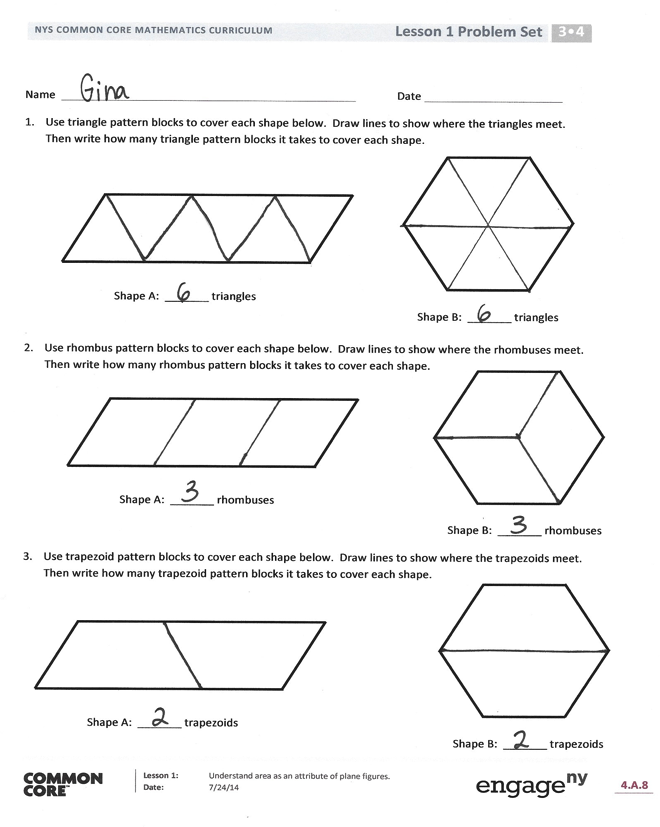 NYS COMMON CORE MATHEMATICS CURRICULUM
Lesson 1 Problem Set 3•4
Name Gina Date
1. Use triangle pattern blocks to cover each shape below. Draw lines to show where the triangles meet.
Then write how many triangle pattern blocks it takes to cover each shape.
Shape A: 6 triangles
Shape B: 6 triangles
2. Use rhombus pattern blocks to cover each shape below. Draw lines to show where the rhombuses meet.
Then write how many rhombus pattern blocks it takes to cover each shape.
Shape A: 3 rhombuses
Shape B: 3 rhombuses
3. Use trapezoid pattern blocks to cover each shape below. Draw lines to show where the trapezoids meet.
Then write how many trapezoid pattern blocks it takes to cover each shape.
Shape A: 2 trapezoids
Shape B: 2 trapezoids
COMMON
CORE™
Lesson 1: Understand area as an attribute of plane figures.
Date: 7/24/14
engage ny
4.A.8